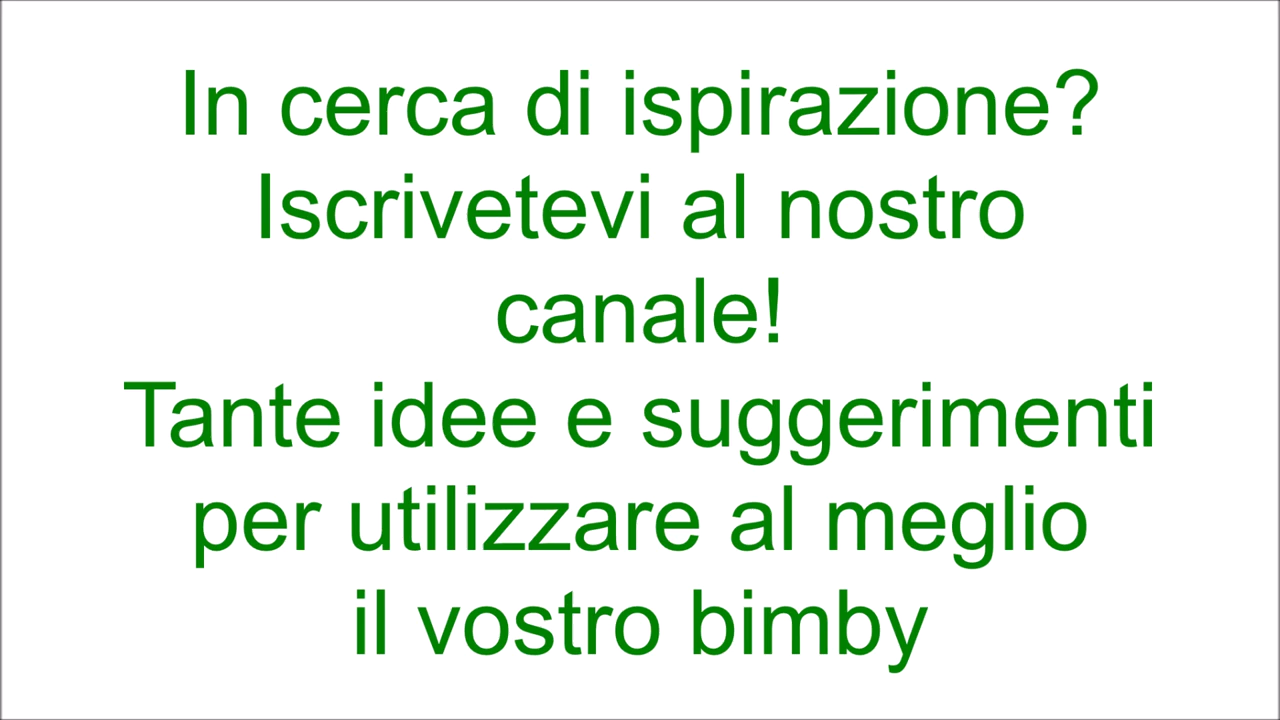 In cerca di ispirazione?
Iscrivetevi al nostro
canale!
Tante idee e suggerimenti
per utilizzare al meglio
il vostro bimby